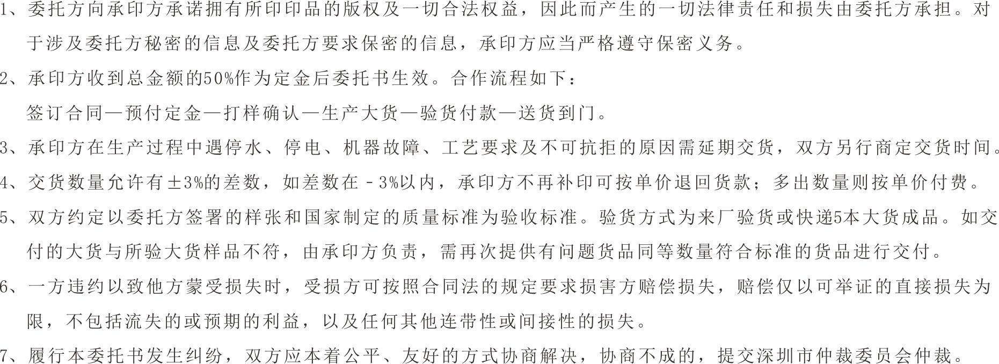 1、委托方向承印方承诺拥有所印印品的版权及一切合法权益，因此而产生的一切法律责任和损失由委托方承担。对
于涉及委托方秘密的信息及委托方要求保密的信息，承印方应当严格遵守保密义务。
2、承印方收到总金额的50%作为定金后委托书生效。合作流程如下：
签订合同—预付定金—打样确认—生产大货—验货付款—送货到门。
3、承印方在生产过程中遇停水、停电、机器故障、工艺要求及不可抗拒的原因需延期交货，双方另行商定交货时间。
4、交货数量允许有±3%的差数，如差数在﹣3%以内，承印方不再补印可按单价退回货款；多出数量则按单价付费。
5、双方约定以委托方签署的样张和国家制定的质量标准为验收标准。验货方式为来厂验货或快递5本大货成品。如交
付的大货与所验大货样品不符，由承印方负责，需再次提供有问题货品同等数量符合标准的货品进行交付。
6、一方违约以致他方蒙受损失时，受损方可按照合同法的规定要求损害方赔偿损失，赔偿仅以可举证的直接损失为
限，不包括流失的或预期的利益，以及任何其他连带性或间接性的损失。
7、履行本委托书发生纠纷，双方应本着公平、友好的方式协商解决，协商不成的，提交深圳市仲裁委员会仲裁。